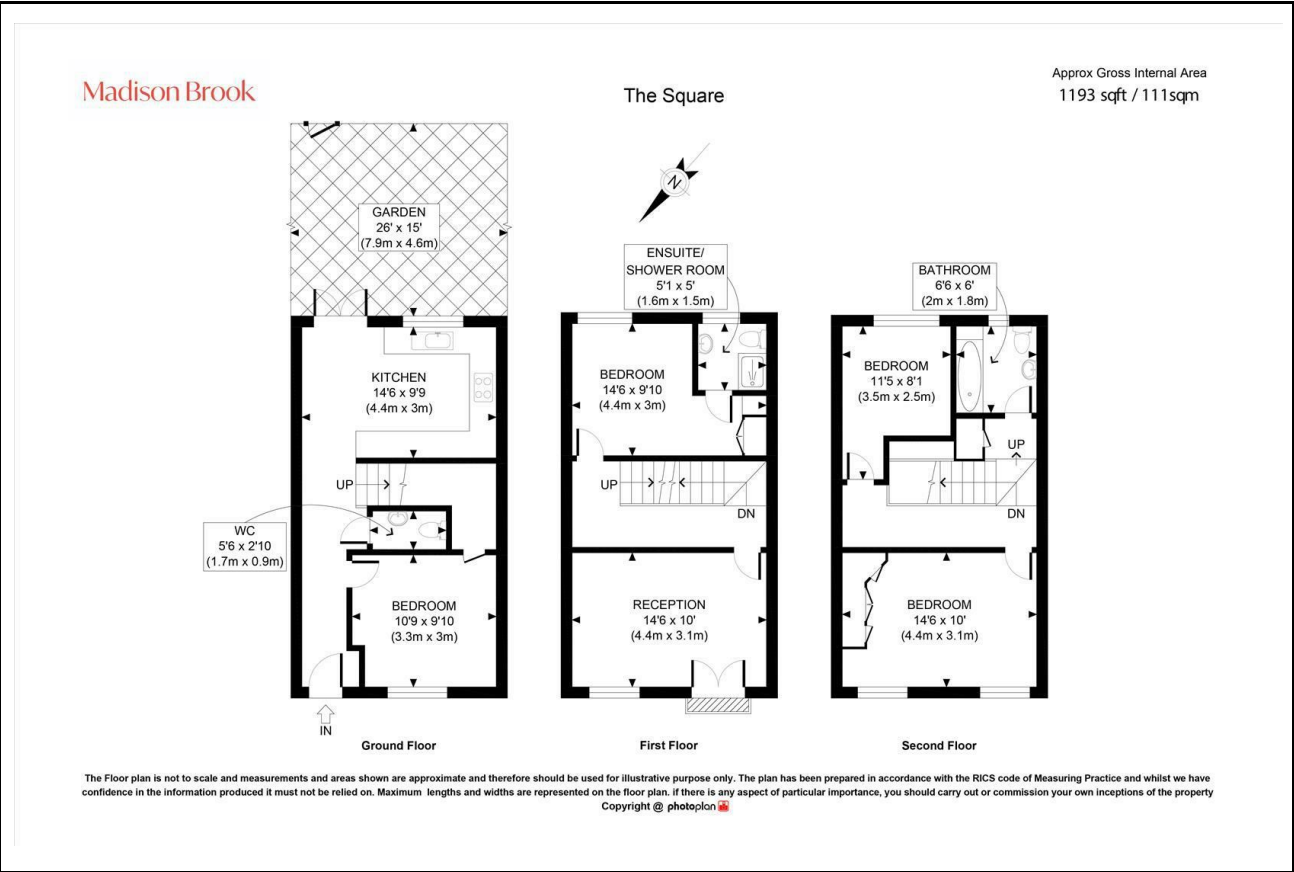 Madison Brook
The Square
Approx Gross Internal Area
1193 sqft / 111sqm
N
GARDEN
26' x 15'
(7.9m x 4.6m)
KITCHEN
14'6 x 9'9
(4.4m x 3m)
UP
WC
5'6 x 2'10
(1.7m x 0.9m)
BEDROOM
10'9 x 9'10
(3.3m x 3m)
IN
Ground Floor
ENSUITE/
SHOWER ROOM
5'1 x 5'
(1.6m x 1.5m)
BEDROOM
14'6 x 9'10
(4.4m x 3m)
UP
DN
RECEPTION
14'6 x 10'
(4.4m x 3.1m)
First Floor
BATHROOM
6'6 x 6'
(2m x 1.8m)
BEDROOM
11'5 x 8'1
(3.5m x 2.5m)
UP
DN
BEDROOM
14'6 x 10'
(4.4m x 3.1m)
Second Floor
The Floor plan is not to scale and measurements and areas shown are approximate and therefore should be used for illustrative purpose only. The plan has been prepared in accordance with the RICS code of Measuring Practice and whilst we have
confidence in the information produced it must not be relied on. Maximum lengths and widths are represented on the floor plan. if there is any aspect of particular importance, you should carry out or commission your own inceptions of the property
Copyright @ photoplan